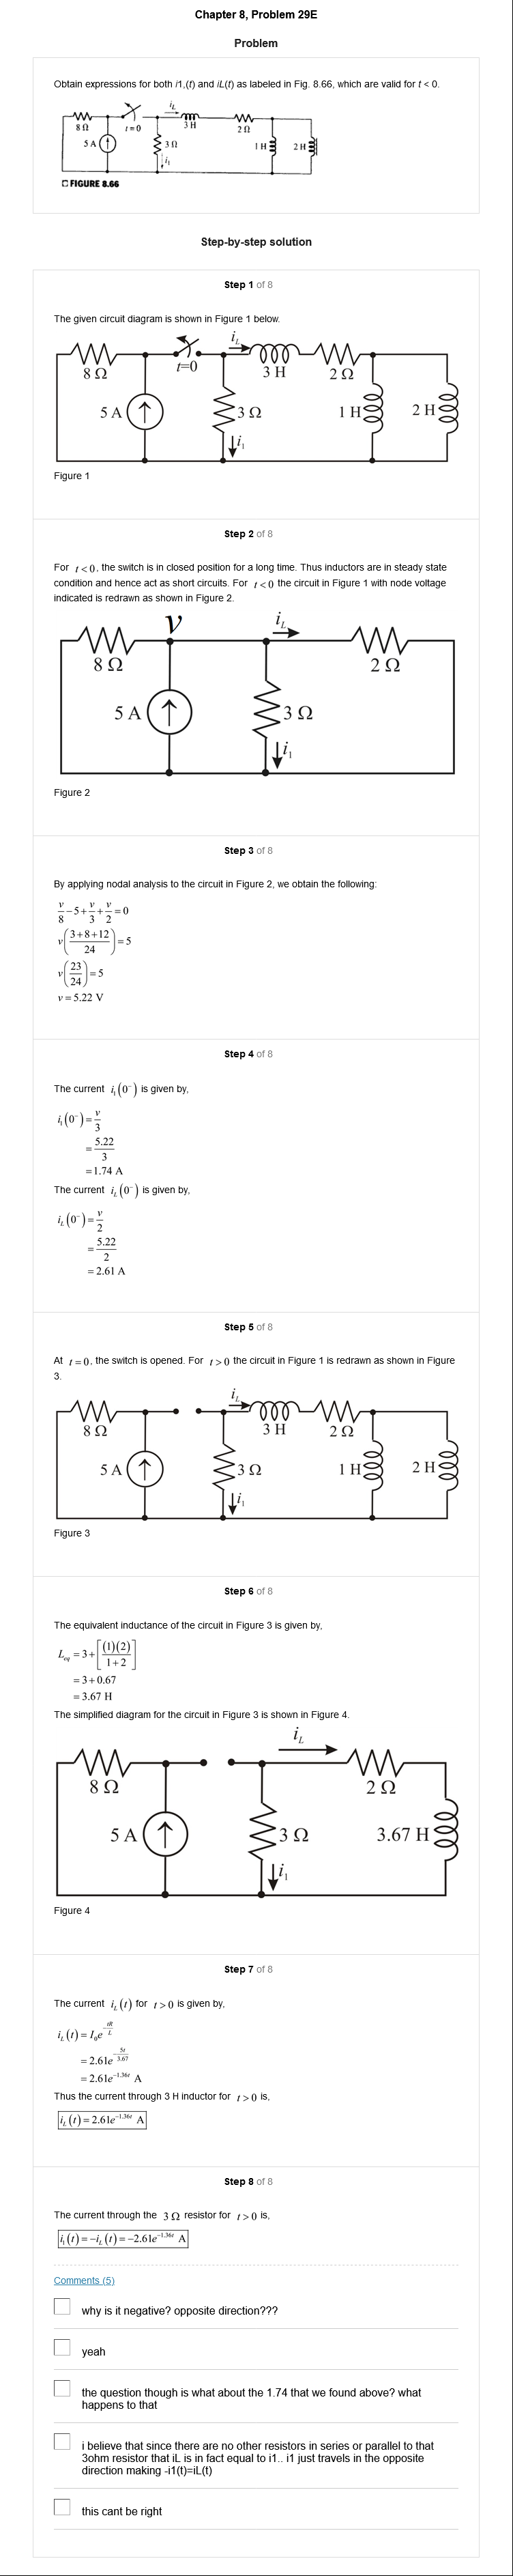 Chapter 8, Problem 29E
Problem
Obtain expressions for both i1,(t) and iL(t) as labeled in Fig. 8.66, which are valid for t < 0.
i_L
8 Ω
t=0
3 H
2 Ω
5 A
3 Ω
1 H
2 H
i_1
FIGURE 8.66
Step-by-step solution
Step 1 of 8
The given circuit diagram is shown in Figure 1 below.
i_L
8 Ω
t=0
3 H
2 Ω
5 A
3 Ω
1 H
2 H
i_1
Figure 1
Step 2 of 8
For t < 0, the switch is in closed position for a long time. Thus inductors are in steady state
condition and hence act as short circuits. For t < 0 the circuit in Figure 1 with node voltage
indicated is redrawn as shown in Figure 2.
v
i_L
8 Ω
2 Ω
5 A
3 Ω
i_1
Figure 2
Step 3 of 8
By applying nodal analysis to the circuit in Figure 2, we obtain the following:
v/8 − 5 + v/3 + v/2 = 0
v((3+8+12)/24) = 5
v(23/24) = 5
v = 5.22 V
Step 4 of 8
The current i_1(0⁻) is given by,
i_1(0⁻) = v/3
= 5.22/3
= 1.74 A
The current i_L(0⁻) is given by,
i_L(0⁻) = v/2
= 5.22/2
= 2.61 A
Step 5 of 8
At t = 0, the switch is opened. For t > 0 the circuit in Figure 1 is redrawn as shown in Figure
3.
i_L
8 Ω
3 H
2 Ω
5 A
3 Ω
1 H
2 H
i_1
Figure 3
Step 6 of 8
The equivalent inductance of the circuit in Figure 3 is given by,
L_eq = 3 + [(1)(2)/(1+2)]
= 3 + 0.67
= 3.67 H
The simplified diagram for the circuit in Figure 3 is shown in Figure 4.
i_L
8 Ω
2 Ω
5 A
3 Ω
3.67 H
i_1
Figure 4
Step 7 of 8
The current i_L(t) for t > 0 is given by,
i_L(t) = I_0e^(−tR/L)
= 2.61e^(−5t/3.67)
= 2.61e^(−1.36t) A
Thus the current through 3 H inductor for t > 0 is,
i_L(t) = 2.61e^(−1.36t) A
Step 8 of 8
The current through the 3 Ω resistor for t > 0 is,
i_1(t) = −i_L(t) = −2.61e^(−1.36t) A
Comments (5)
why is it negative? opposite direction???
yeah
the question though is what about the 1.74 that we found above? what
happens to that
i believe that since there are no other resistors in series or parallel to that
3ohm resistor that iL is in fact equal to i1.. i1 just travels in the opposite
direction making -i1(t)=iL(t)
this cant be right